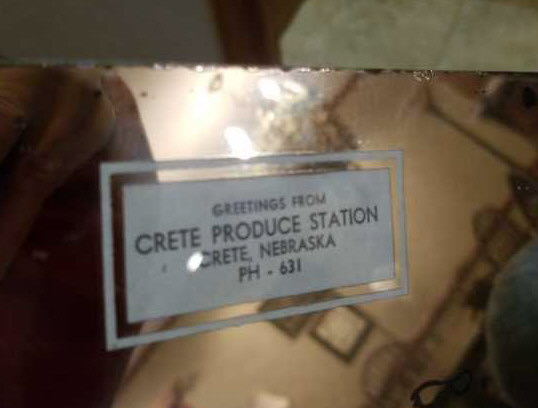 GREETINGS FROM
CRETE PRODUCE STATION
CRETE, NEBRASKA
PH - 631